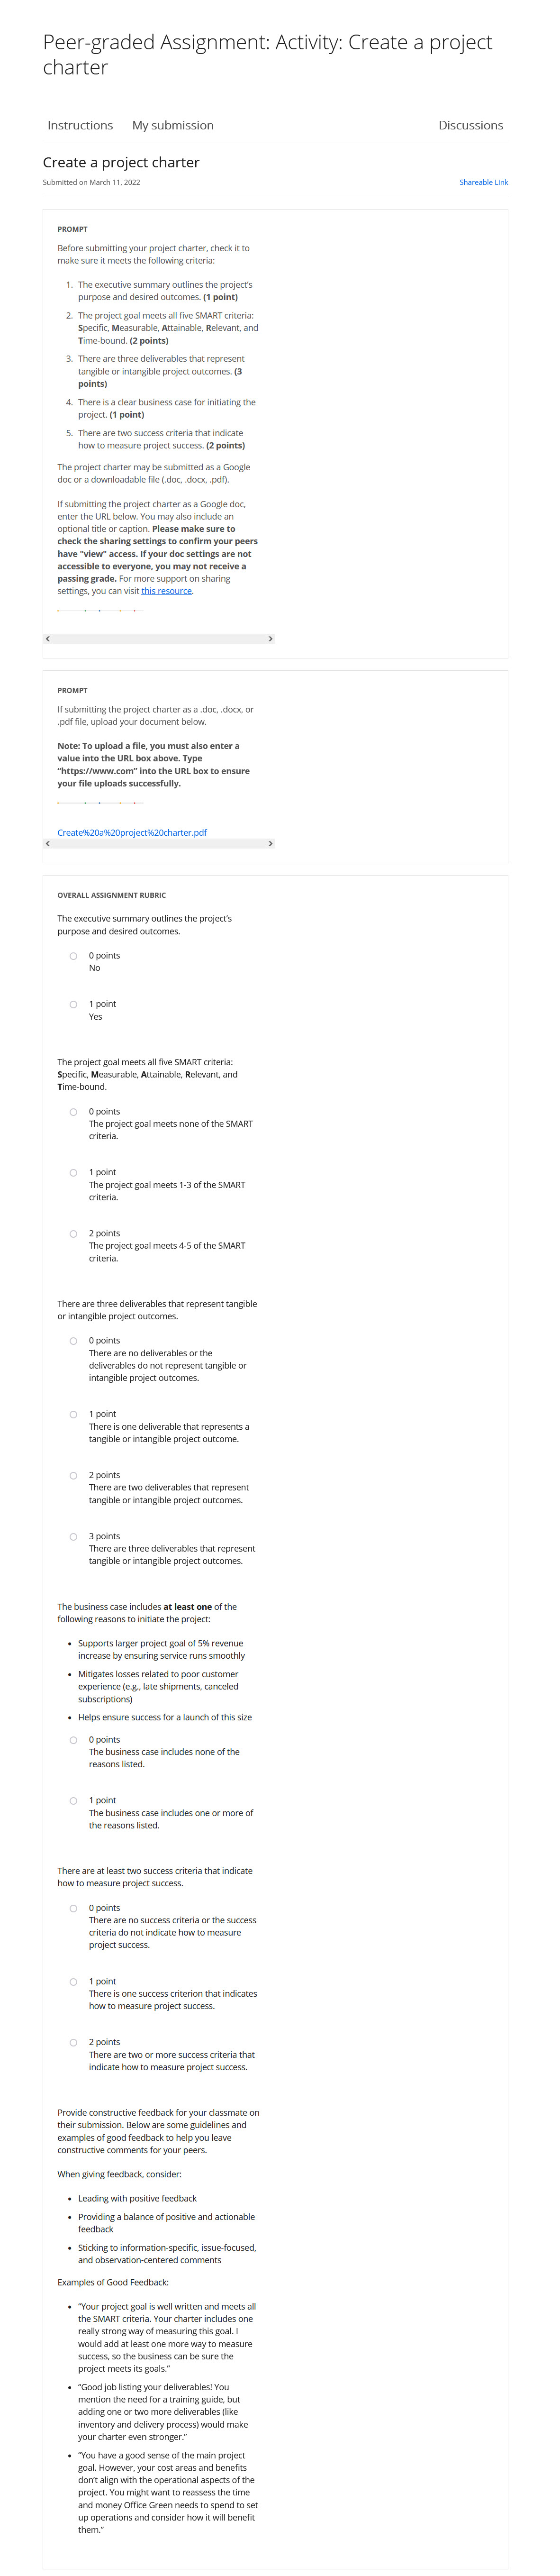 Peer-graded Assignment: Activity: Create a project
charter
Instructions
My submission
Discussions
Create a project charter
Submitted on March 11, 2022
Shareable Link
PROMPT
Before submitting your project charter, check it to
make sure it meets the following criteria:
1. The executive summary outlines the project's
purpose and desired outcomes. (1 point)
2. The project goal meets all five SMART criteria:
Specific, Measurable, Attainable, Relevant, and
Time-bound. (2 points)
3. There are three deliverables that represent
tangible or intangible project outcomes. (3
points)
4. There is a clear business case for initiating the
project. (1 point)
5. There are two success criteria that indicate
how to measure project success. (2 points)
The project charter may be submitted as a Google
doc or a downloadable file (.doc, .docx, .pdf).
If submitting the project charter as a Google doc,
enter the URL below. You may also include an
optional title or caption. Please make sure to
check the sharing settings to confirm your peers
have "view" access. If your doc settings are not
accessible to everyone, you may not receive a
passing grade. For more support on sharing
settings, you can visit this resource.
PROMPT
If submitting the project charter as a .doc, .docx, or
.pdf file, upload your document below.
Note: To upload a file, you must also enter a
value into the URL box above. Type
“https://www.com” into the URL box to ensure
your file uploads successfully.
Create%20a%20project%20charter.pdf
OVERALL ASSIGNMENT RUBRIC
The executive summary outlines the project's
purpose and desired outcomes.
0 points
No
1 point
Yes
The project goal meets all five SMART criteria:
Specific, Measurable, Attainable, Relevant, and
Time-bound.
0 points
The project goal meets none of the SMART
criteria.
1 point
The project goal meets 1-3 of the SMART
criteria.
2 points
The project goal meets 4-5 of the SMART
criteria.
There are three deliverables that represent tangible
or intangible project outcomes.
0 points
There are no deliverables or the
deliverables do not represent tangible or
intangible project outcomes.
1 point
There is one deliverable that represents a
tangible or intangible project outcome.
2 points
There are two deliverables that represent
tangible or intangible project outcomes.
3 points
There are three deliverables that represent
tangible or intangible project outcomes.
The business case includes at least one of the
following reasons to initiate the project:
• Supports larger project goal of 5% revenue
increase by ensuring service runs smoothly
• Mitigates losses related to poor customer
experience (e.g., late shipments, canceled
subscriptions)
• Helps ensure success for a launch of this size
0 points
The business case includes none of the
reasons listed.
1 point
The business case includes one or more of
the reasons listed.
There are at least two success criteria that indicate
how to measure project success.
0 points
There are no success criteria or the success
criteria do not indicate how to measure
project success.
1 point
There is one success criterion that indicates
how to measure project success.
2 points
There are two or more success criteria that
indicate how to measure project success.
Provide constructive feedback for your classmate on
their submission. Below are some guidelines and
examples of good feedback to help you leave
constructive comments for your peers.
When giving feedback, consider:
• Leading with positive feedback
• Providing a balance of positive and actionable
feedback
• Sticking to information-specific, issue-focused,
and observation-centered comments
Examples of Good Feedback:
• “Your project goal is well written and meets all
the SMART criteria. Your charter includes one
really strong way of measuring this goal. I
would add at least one more way to measure
success, so the business can be sure the
project meets its goals.”
• “Good job listing your deliverables! You
mention the need for a training guide, but
adding one or two more deliverables (like
inventory and delivery process) would make
your charter even stronger.”
• “You have a good sense of the main project
goal. However, your cost areas and benefits
don't align with the operational aspects of the
project. You might want to reassess the time
and money Office Green needs to spend to set
up operations and consider how it will benefit
them.”